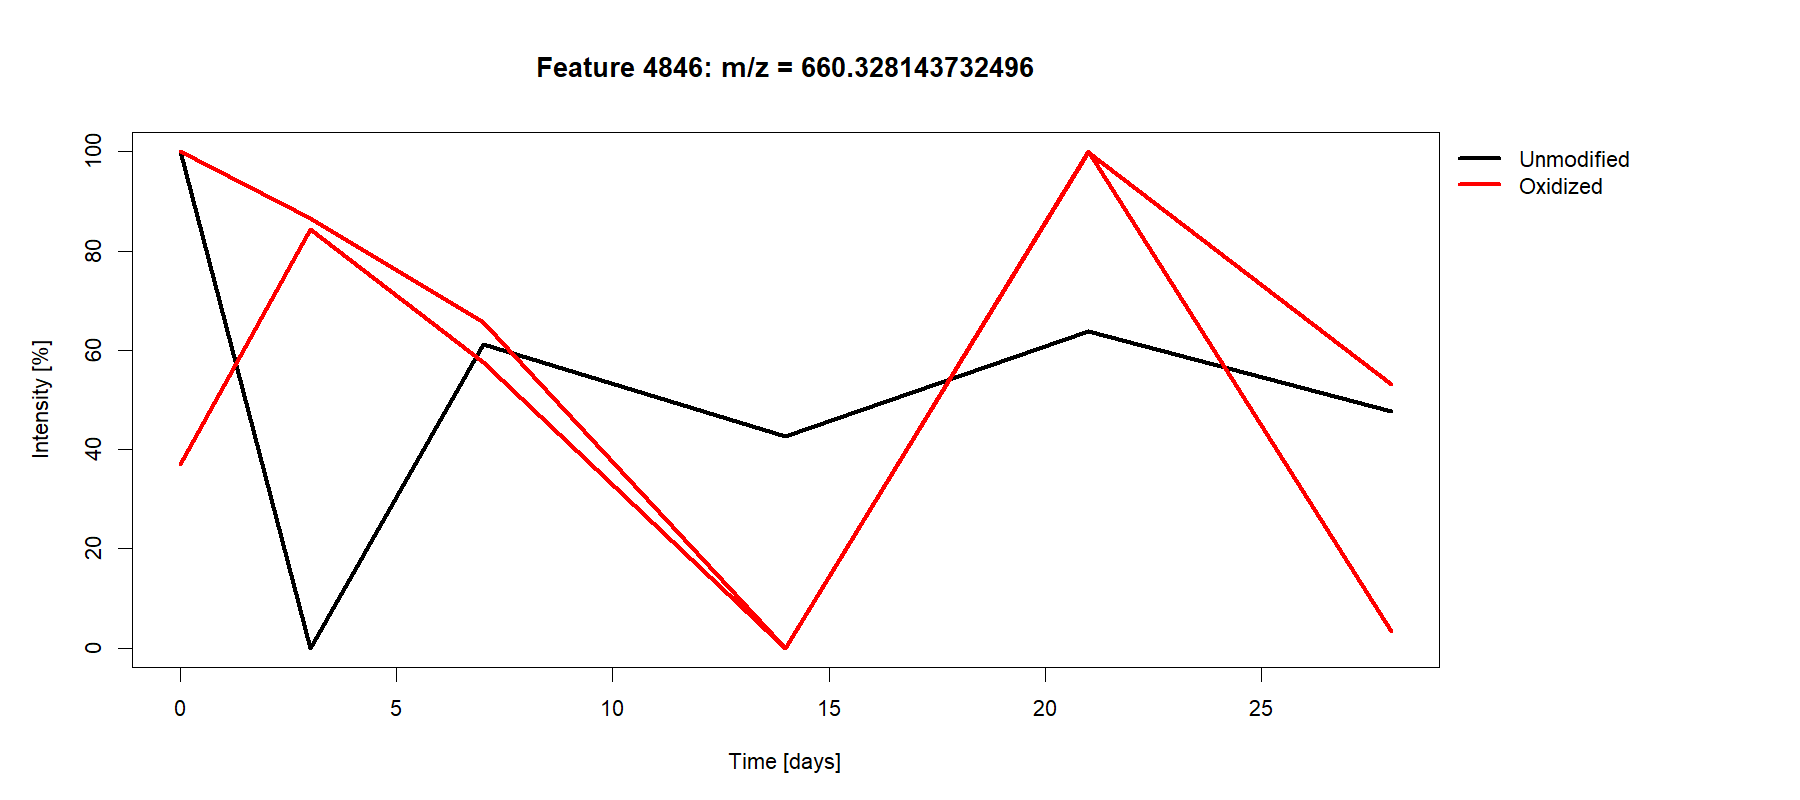 Feature 4846: m/z = 660.328143732496
Intensity [%]
100
80
60
40
20
0
0 5 10 15 20 25
Time [days]
Unmodified
Oxidized